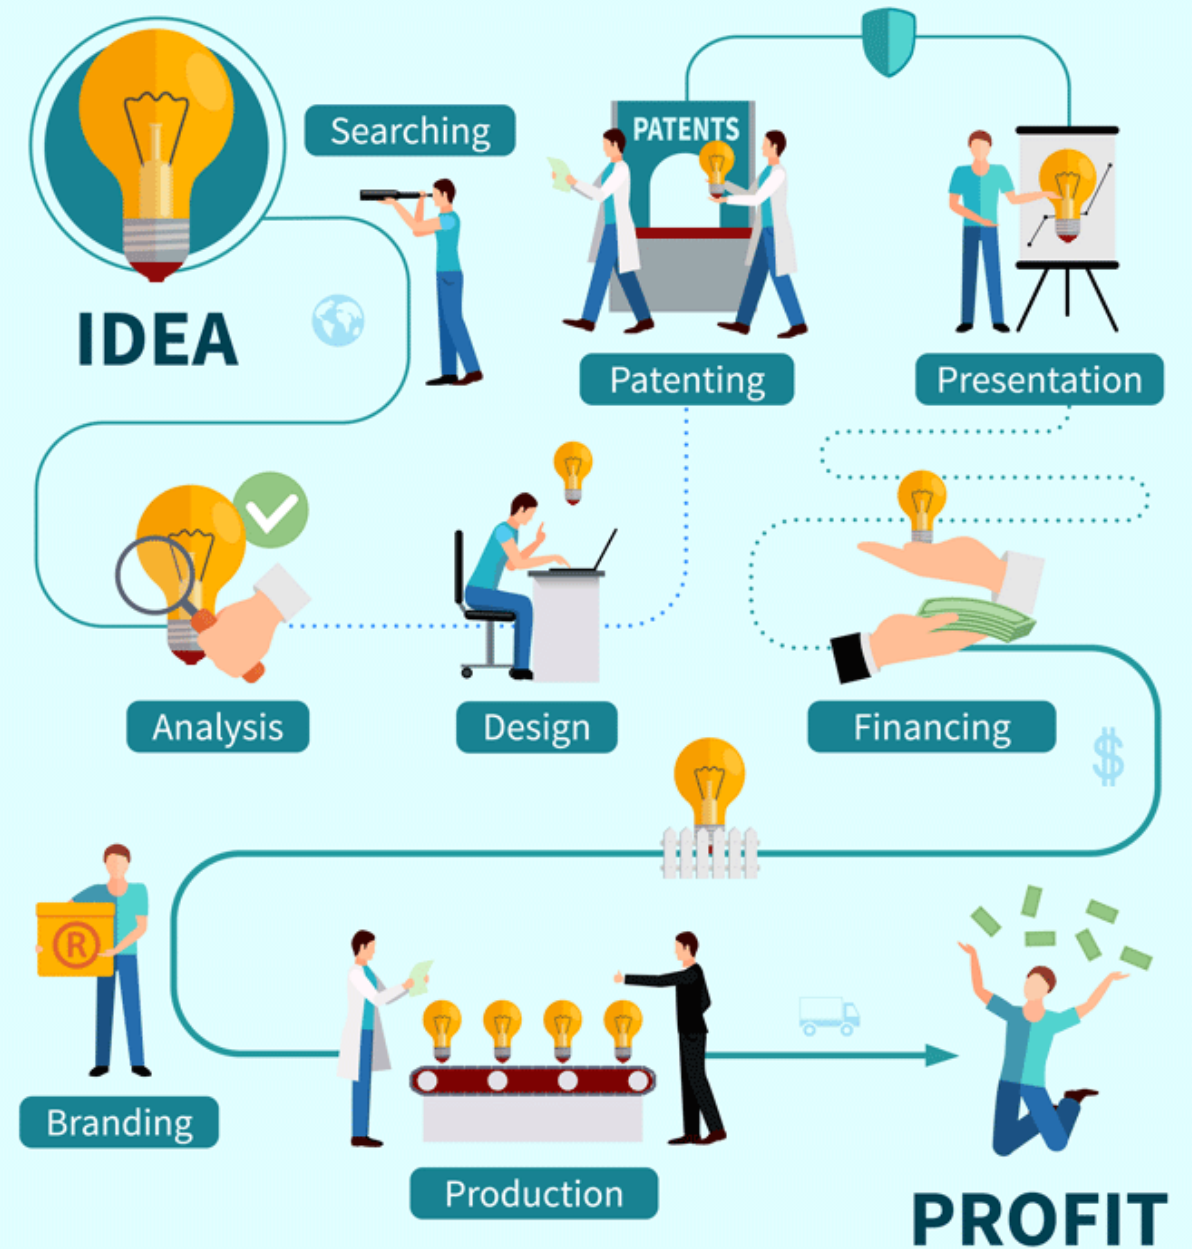 IDEA
Searching
PATENTS
Patenting
Presentation
Analysis
Design
Financing
$
R
Branding
Production
PROFIT